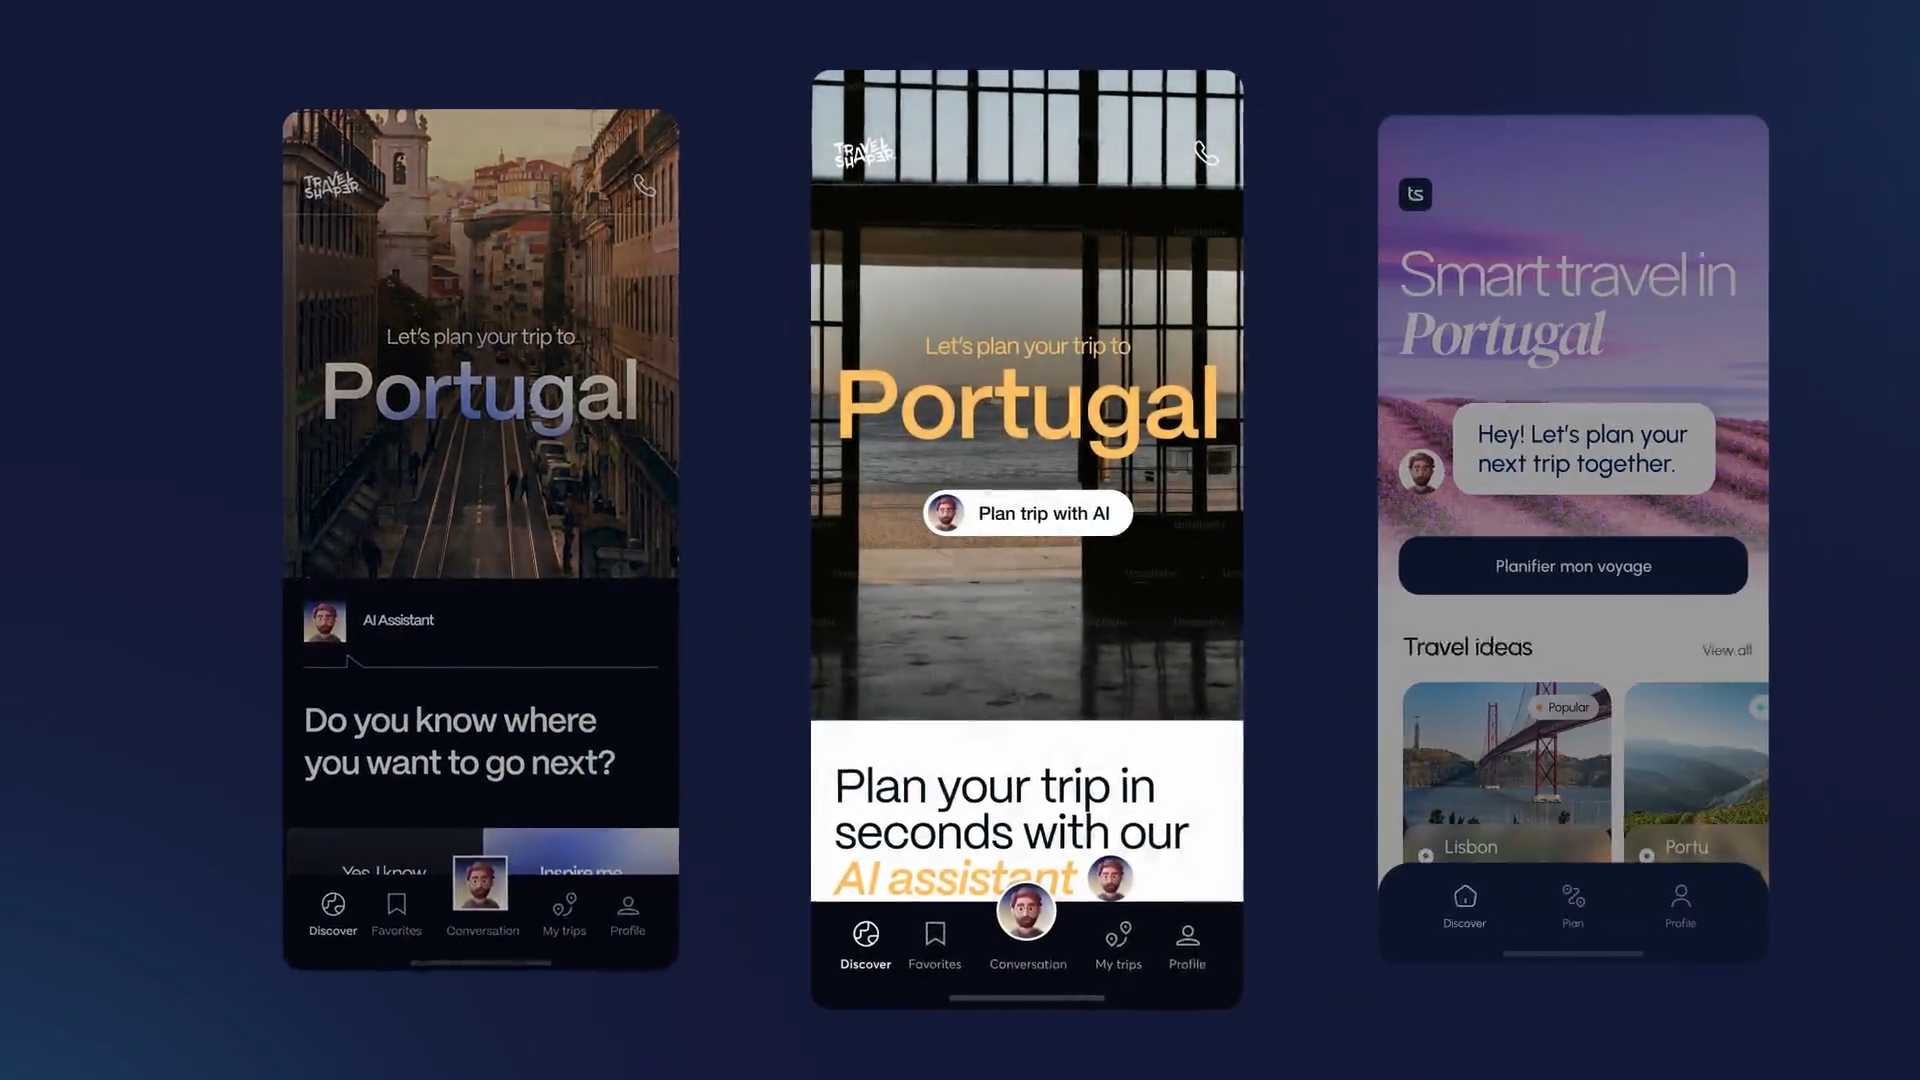 TRAVEL
SHAPER
Let's plan your trip to
Portugal
AI Assistant
Do you know where
you want to go next?
Yes, I know
Inspire me
Discover
Favorites
Conversation
My trips
Profile
TRAVEL
SHAPER
Let's plan your trip to
Portugal
Plan trip with AI
Plan your trip in
seconds with our
AI assistant
Discover
Favorites
Conversation
My trips
Profile
ts
Smart travel in
Portugal
Hey! Let's plan your
next trip together.
Planifier mon voyage
Travel ideas
View all
Popular
Lisbon
Portu
Discover
Plan
Profile